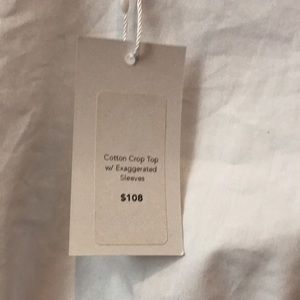 Cotton Crop Top
w/ Exaggerated
Sleeves
$108